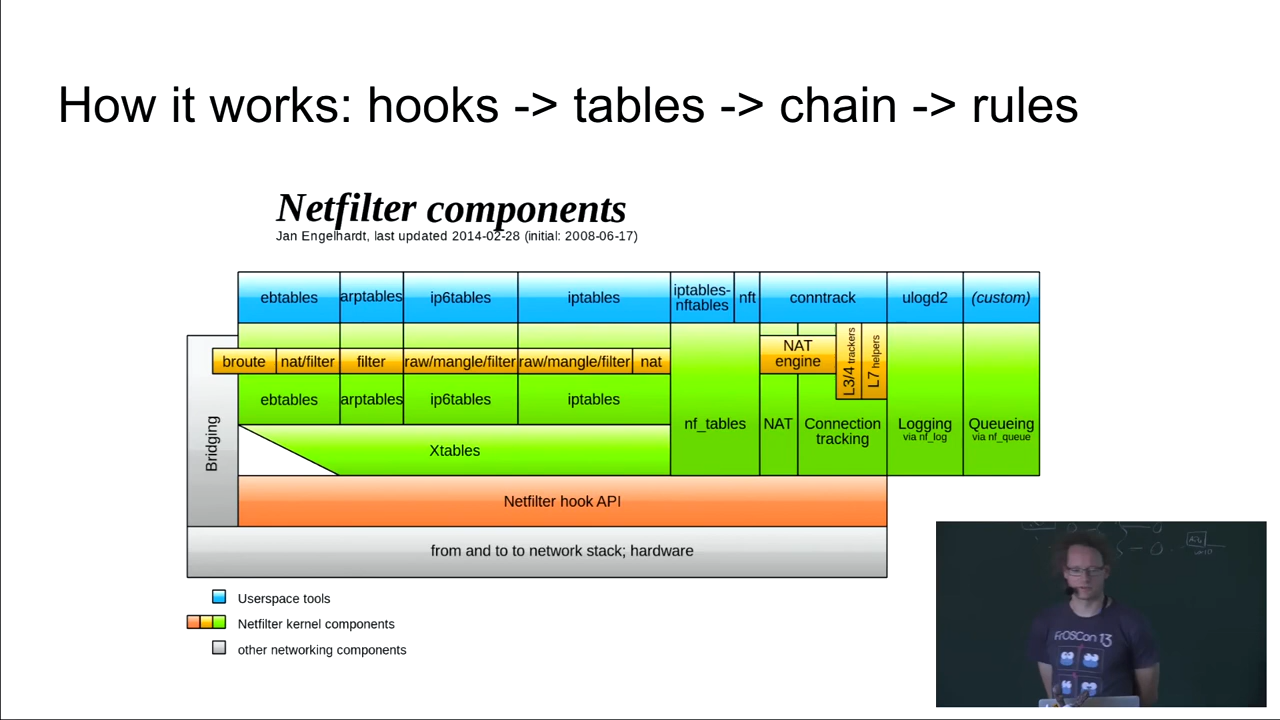 How it works: hooks -> tables -> chain -> rules
Netfilter components
Jan Engelhardt, last updated 2014-02-28 (initial: 2008-06-17)
ebtables
arptables
ip6tables
iptables
iptables-
nftables
nft
conntrack
ulogd2
(custom)
broute
nat/filter
filter
raw/mangle/filter
raw/mangle/filter
nat
NAT
engine
L3/4 trackers
L7 helpers
ebtables
arptables
ip6tables
iptables
nf_tables
NAT
Connection
tracking
Logging
via nf_log
Queueing
via nf_queue
Bridging
Xtables
Netfilter hook API
from and to to network stack; hardware
Userspace tools
Netfilter kernel components
other networking components
FrOSCon 13